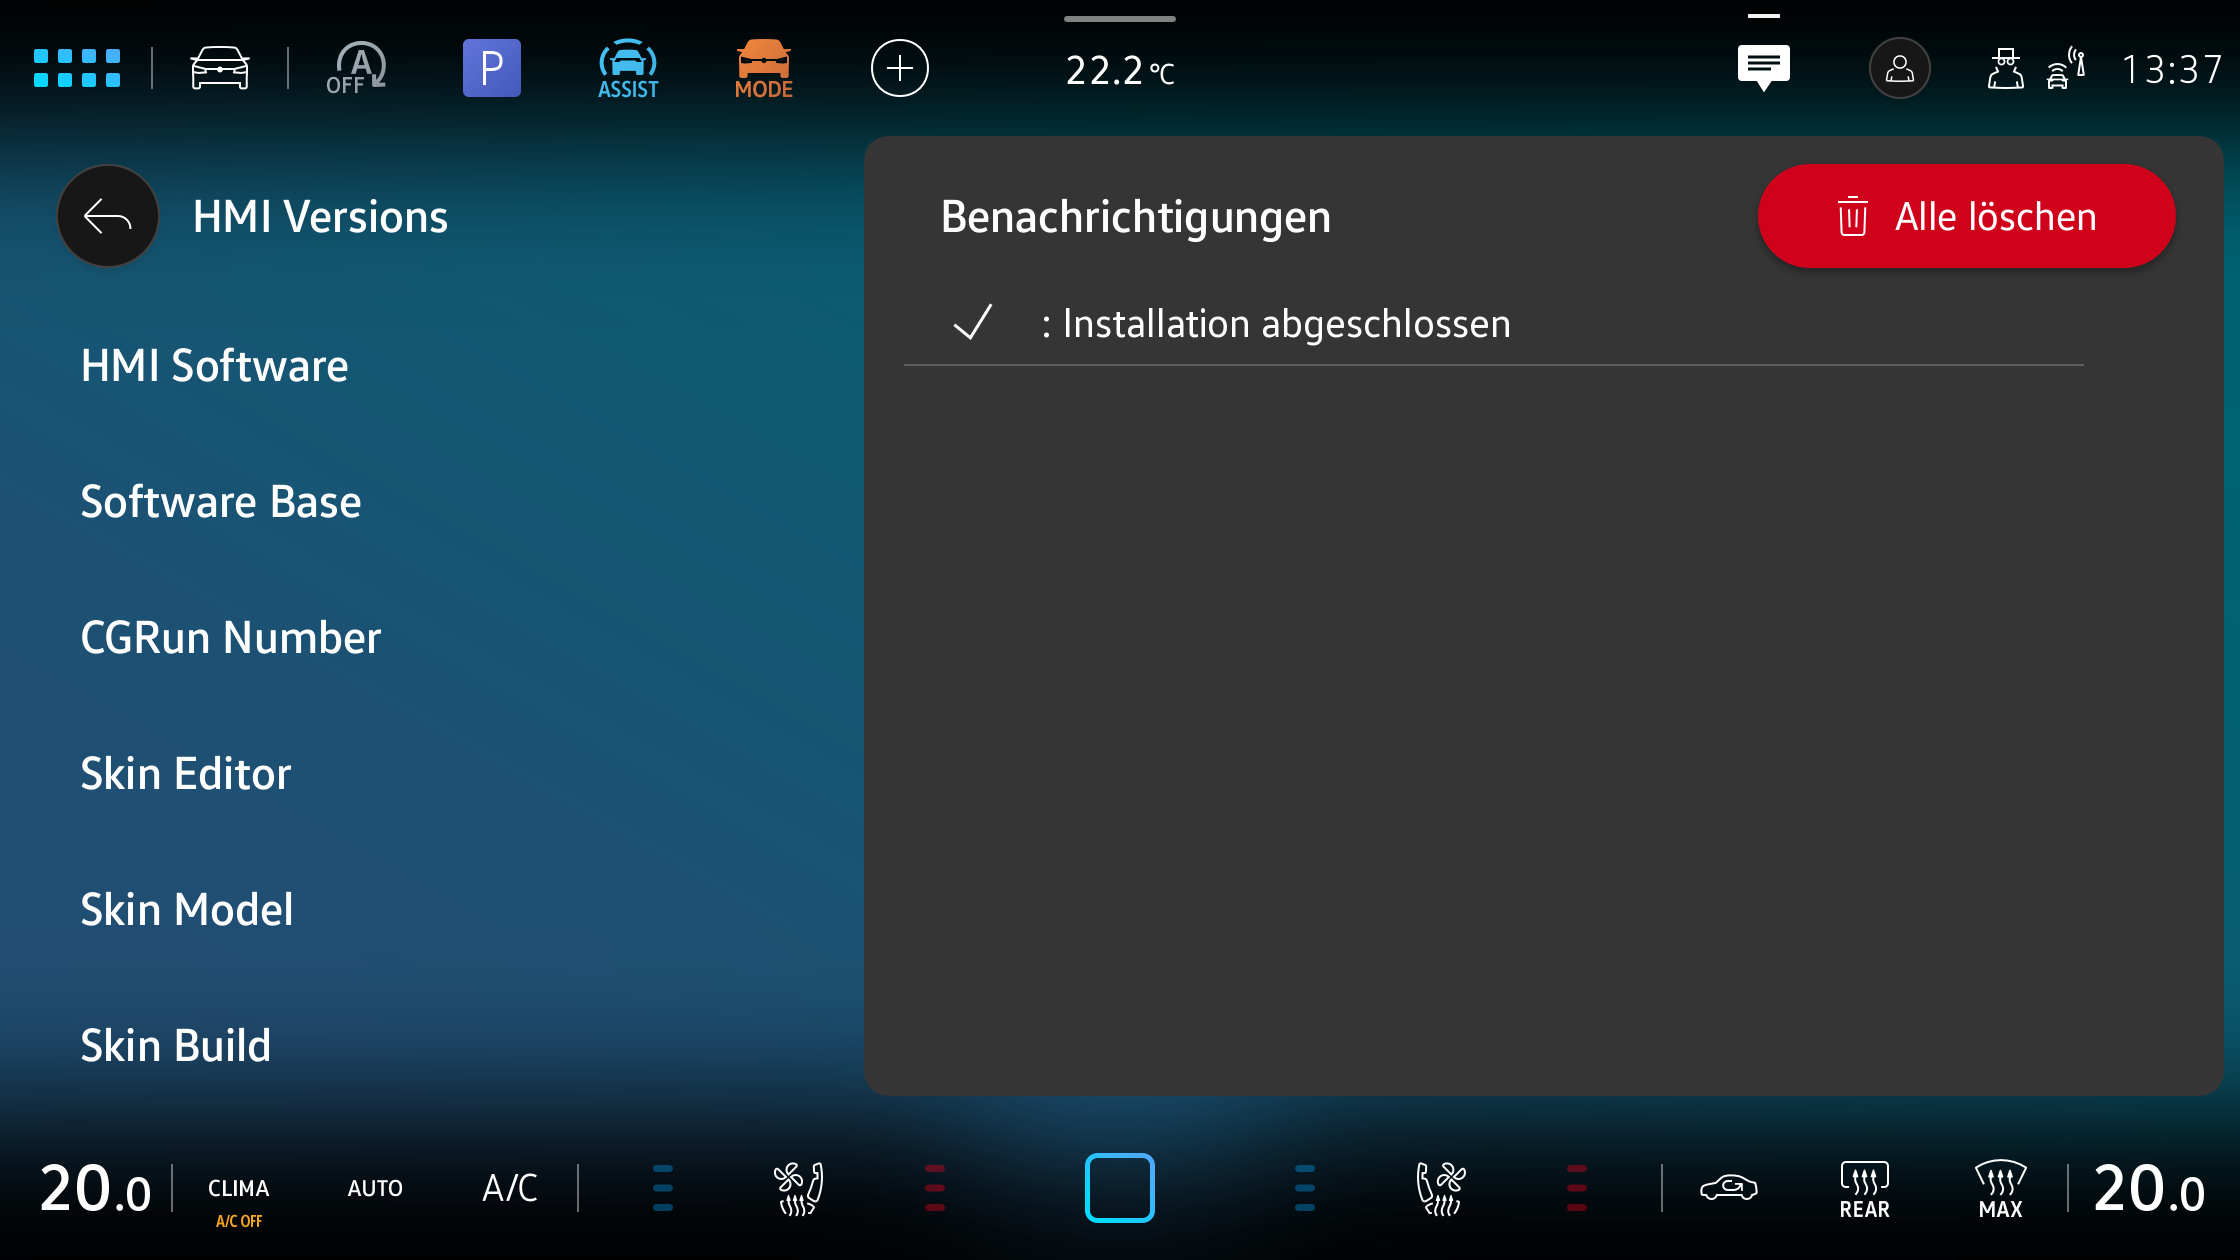 A
OFF
P
ASSIST
MODE
22.2 °C
13:37
HMI Versions
HMI Software
Software Base
CGRun Number
Skin Editor
Skin Model
Skin Build
Benachrichtigungen
Alle löschen
: Installation abgeschlossen
20.0
CLIMA
A/C OFF
AUTO
A/C
REAR
MAX
20.0